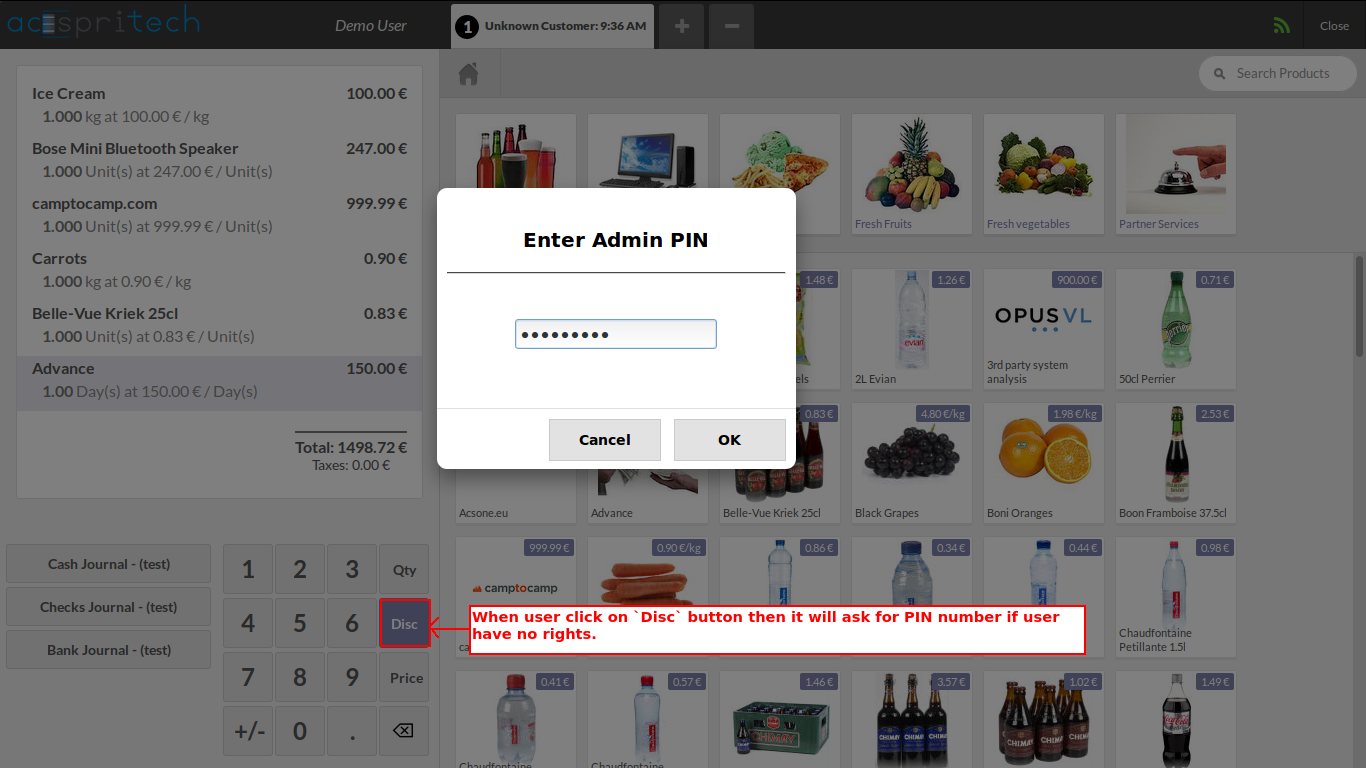 acespritech
Demo User
1 Unknown Customer: 9:36 AM
+
−
Close
Search Products
Ice Cream 100.00 €
1.000 kg at 100.00 € / kg
Bose Mini Bluetooth Speaker 247.00 €
1.000 Unit(s) at 247.00 € / Unit(s)
camptocamp.com 999.99 €
1.000 Unit(s) at 999.99 € / Unit(s)
Carrots 0.90 €
1.000 kg at 0.90 € / kg
Belle-Vue Kriek 25cl 0.83 €
1.000 Unit(s) at 0.83 € / Unit(s)
Advance 150.00 €
1.00 Day(s) at 150.00 € / Day(s)
Total: 1498.72 €
Taxes: 0.00 €
Cash Journal - (test)
Checks Journal - (test)
Bank Journal - (test)
1 2 3 Qty
4 5 6 Disc
7 8 9 Price
+/- 0 .
Fresh Fruits
Fresh vegetables
Partner Services
Enter Admin PIN
Cancel
OK
1.48 €
els
1.26 €
evian
2L Evian
900.00 €
OPUSVL
3rd party system
analysis
0.71 €
perrier
50cl Perrier
Acsone.eu
Advance
0.83 €
Belle-Vue Kriek 25cl
4.80 €/kg
Black Grapes
1.98 €/kg
Boni Oranges
2.53 €
Boon Framboise 37.5cl
999.99 €
camptocamp
ca
0.90 €/kg
0.86 €
0.34 €
0.44 €
0.98 €
Chaudfontaine
Petillante 1.5l
When user click on `Disc` button then it will ask for PIN number if user
have no rights.
0.41 €
Chaudfontaine
0.57 €
Chaudfontaine
1.46 €
CHIMAY
3.57 €
CHIMAY
1.02 €
CHIMAY
1.49 €